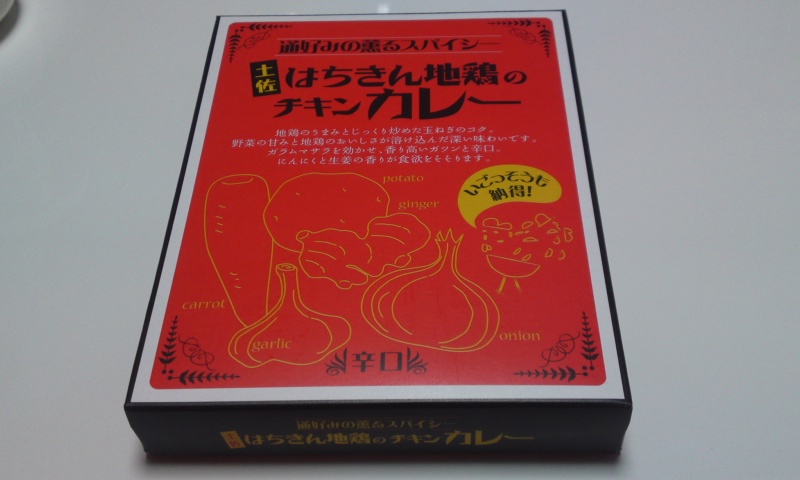 通好みの薫るスパイシー
土佐
はちきん地鶏の
チキンカレー
地鶏のうまみとじっくり炒めた玉ねぎのコク。
野菜の甘みと地鶏のおいしさが溶け込んだ深い味わいです。
ガラムマサラを効かせ、香り高いガツンと辛口。
にんにくと生姜の香りが食欲をそそります。
potato
ginger
いごっそうも
納得!
carrot
garlic
onion
辛口
通好みの薫るスパイシー
土佐 はちきん地鶏のチキンカレー